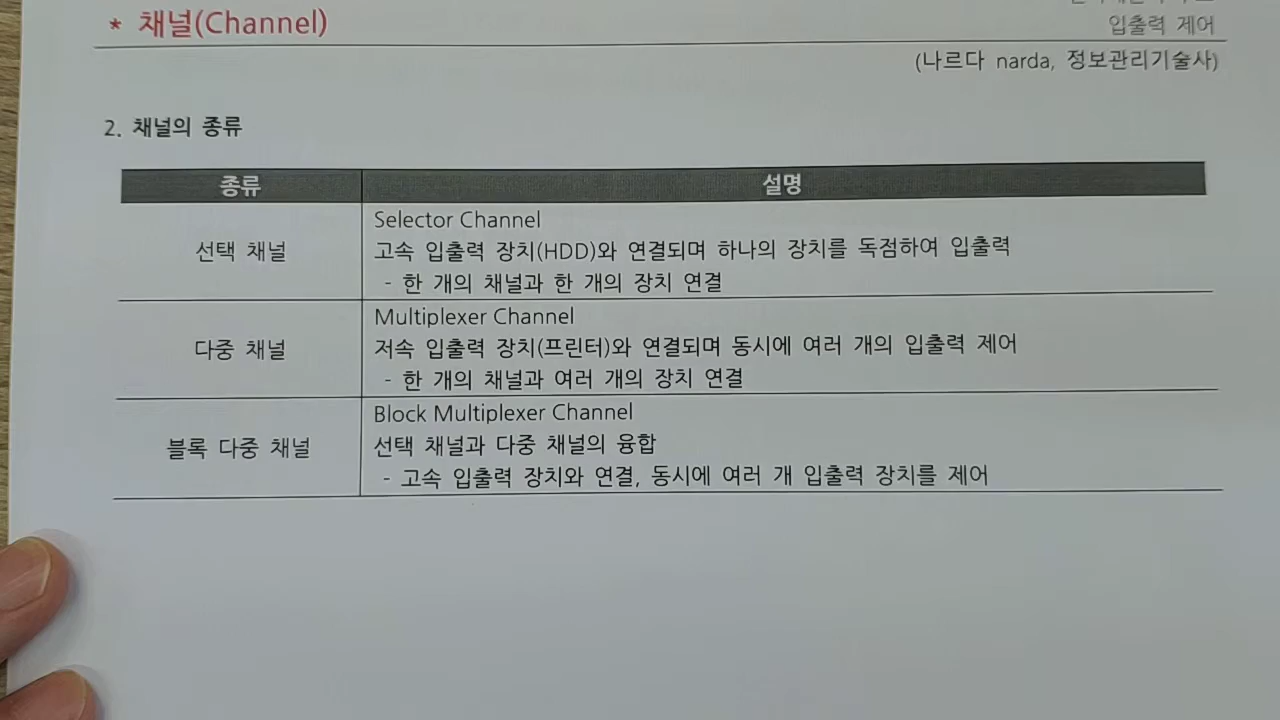 * 채널(Channel)
입출력 제어
(나르다 narda, 정보관리기술사)
2. 채널의 종류
종류 설명
선택 채널
Selector Channel
고속 입출력 장치(HDD)와 연결되며 하나의 장치를 독점하여 입출력
- 한 개의 채널과 한 개의 장치 연결
다중 채널
Multiplexer Channel
저속 입출력 장치(프린터)와 연결되며 동시에 여러 개의 입출력 제어
- 한 개의 채널과 여러 개의 장치 연결
블록 다중 채널
Block Multiplexer Channel
선택 채널과 다중 채널의 융합
- 고속 입출력 장치와 연결, 동시에 여러 개 입출력 장치를 제어